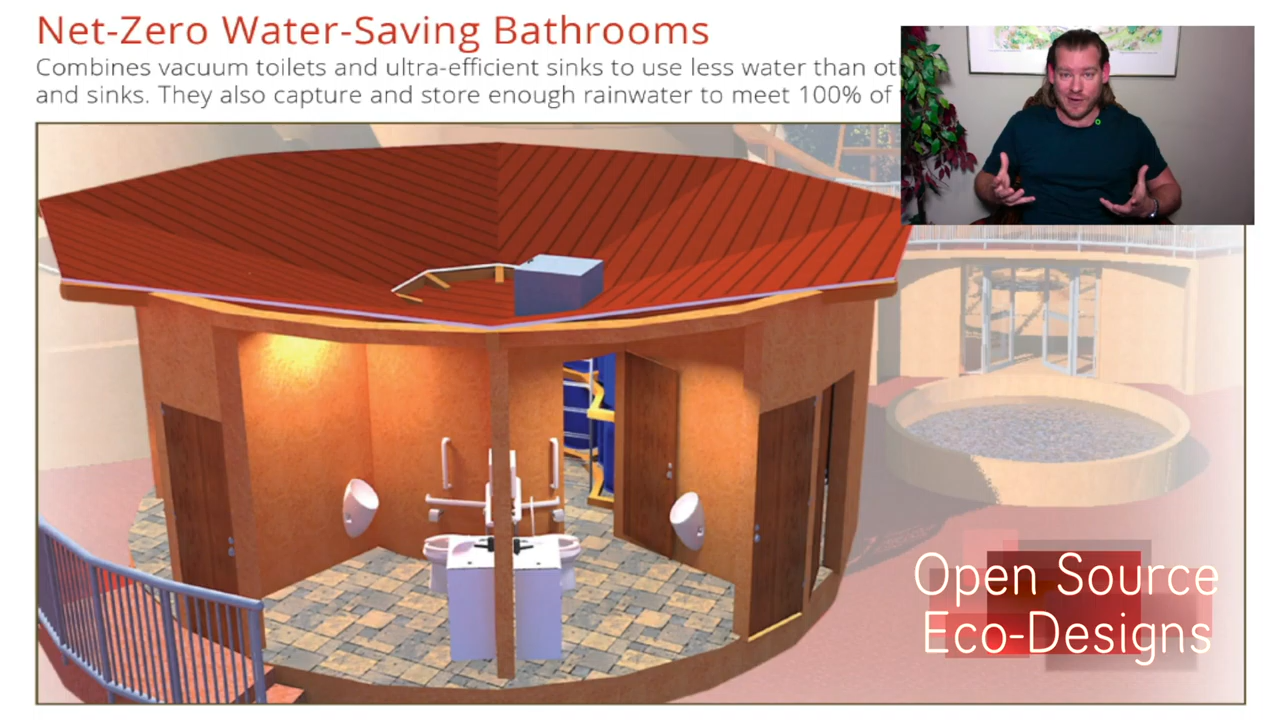 Net-Zero Water-Saving Bathrooms
Combines vacuum toilets and ultra-efficient sinks to use less water than
and sinks. They also capture and store enough rainwater to meet 100% of
Open Source
Eco-Designs